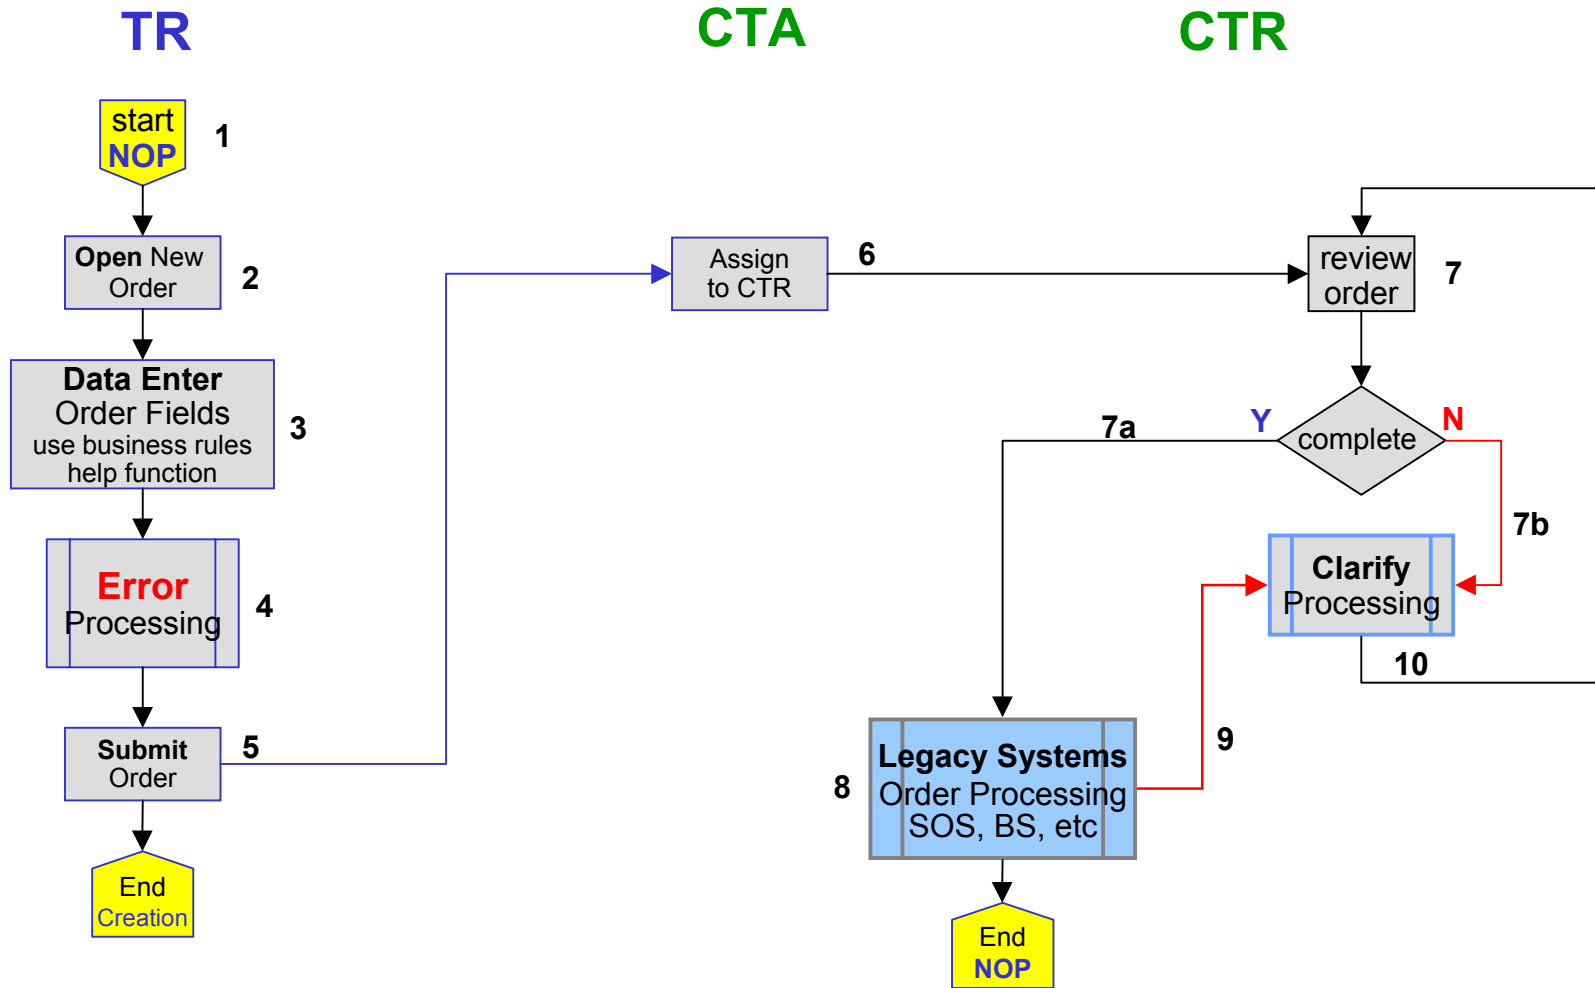 TR
CTA
CTR
start
NOP
1
Open New
Order
2
Data Enter
Order Fields
use business rules
help function
3
Error
Processing
4
Submit
Order
5
End
Creation
Assign
to CTR
6
review
order
7
complete
Y
N
7a
7b
Clarify
Processing
10
9
Legacy Systems
Order Processing
SOS, BS, etc
8
End
NOP